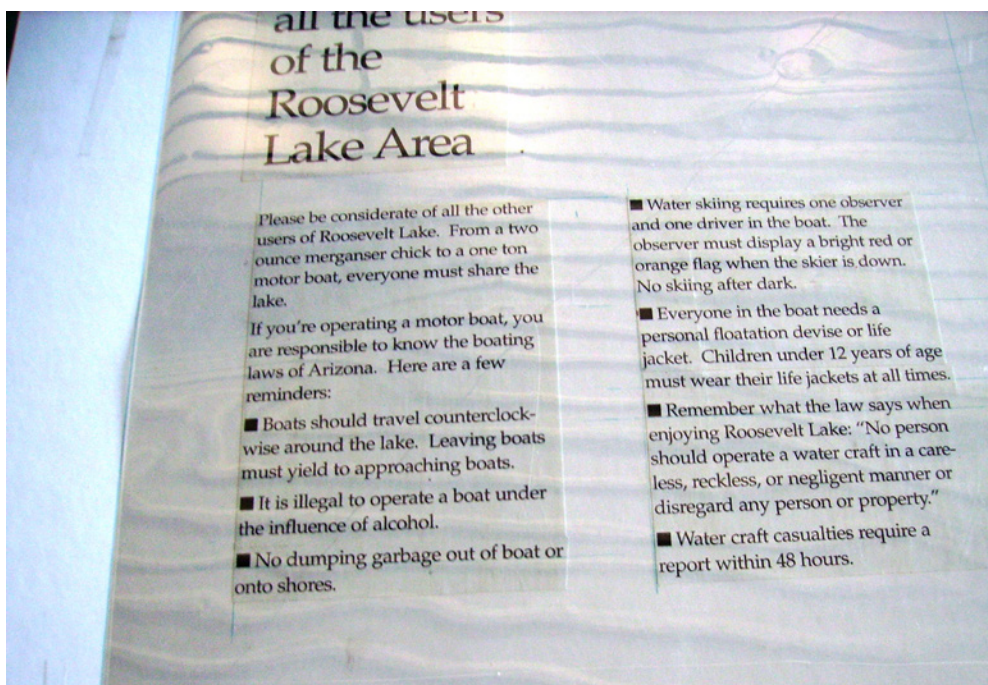 all the users
of the
Roosevelt
Lake Area
Please be considerate of all the other
users of Roosevelt Lake. From a two
ounce merganser chick to a one ton
motor boat, everyone must share the
lake.
If you're operating a motor boat, you
are responsible to know the boating
laws of Arizona. Here are a few
reminders:
■ Boats should travel counterclock-
wise around the lake. Leaving boats
must yield to approaching boats.
■ It is illegal to operate a boat under
the influence of alcohol.
■ No dumping garbage out of boat or
onto shores.
■ Water skiing requires one observer
and one driver in the boat. The
observer must display a bright red or
orange flag when the skier is down.
No skiing after dark.
■ Everyone in the boat needs a
personal floatation devise or life
jacket. Children under 12 years of age
must wear their life jackets at all times.
■ Remember what the law says when
enjoying Roosevelt Lake: "No person
should operate a water craft in a care-
less, reckless, or negligent manner or
disregard any person or property."
■ Water craft casualties require a
report within 48 hours.